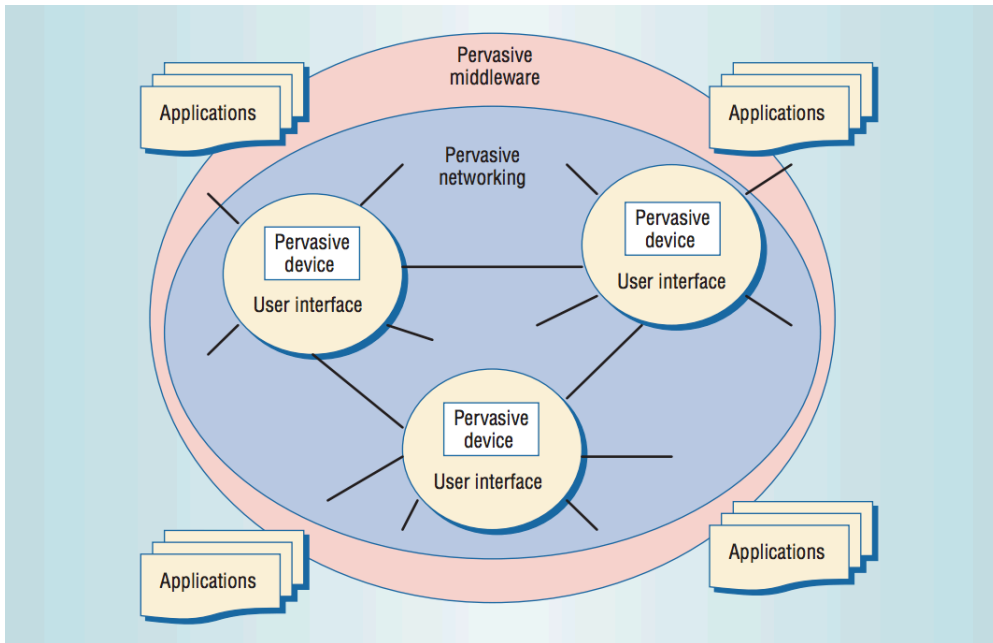 Pervasive
middleware
Applications
Applications
Pervasive
networking
Pervasive
device
User interface
Pervasive
device
User interface
Pervasive
device
User interface
Applications
Applications